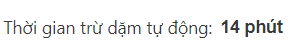 Thời gian trừ dặm tự động: 14 phút